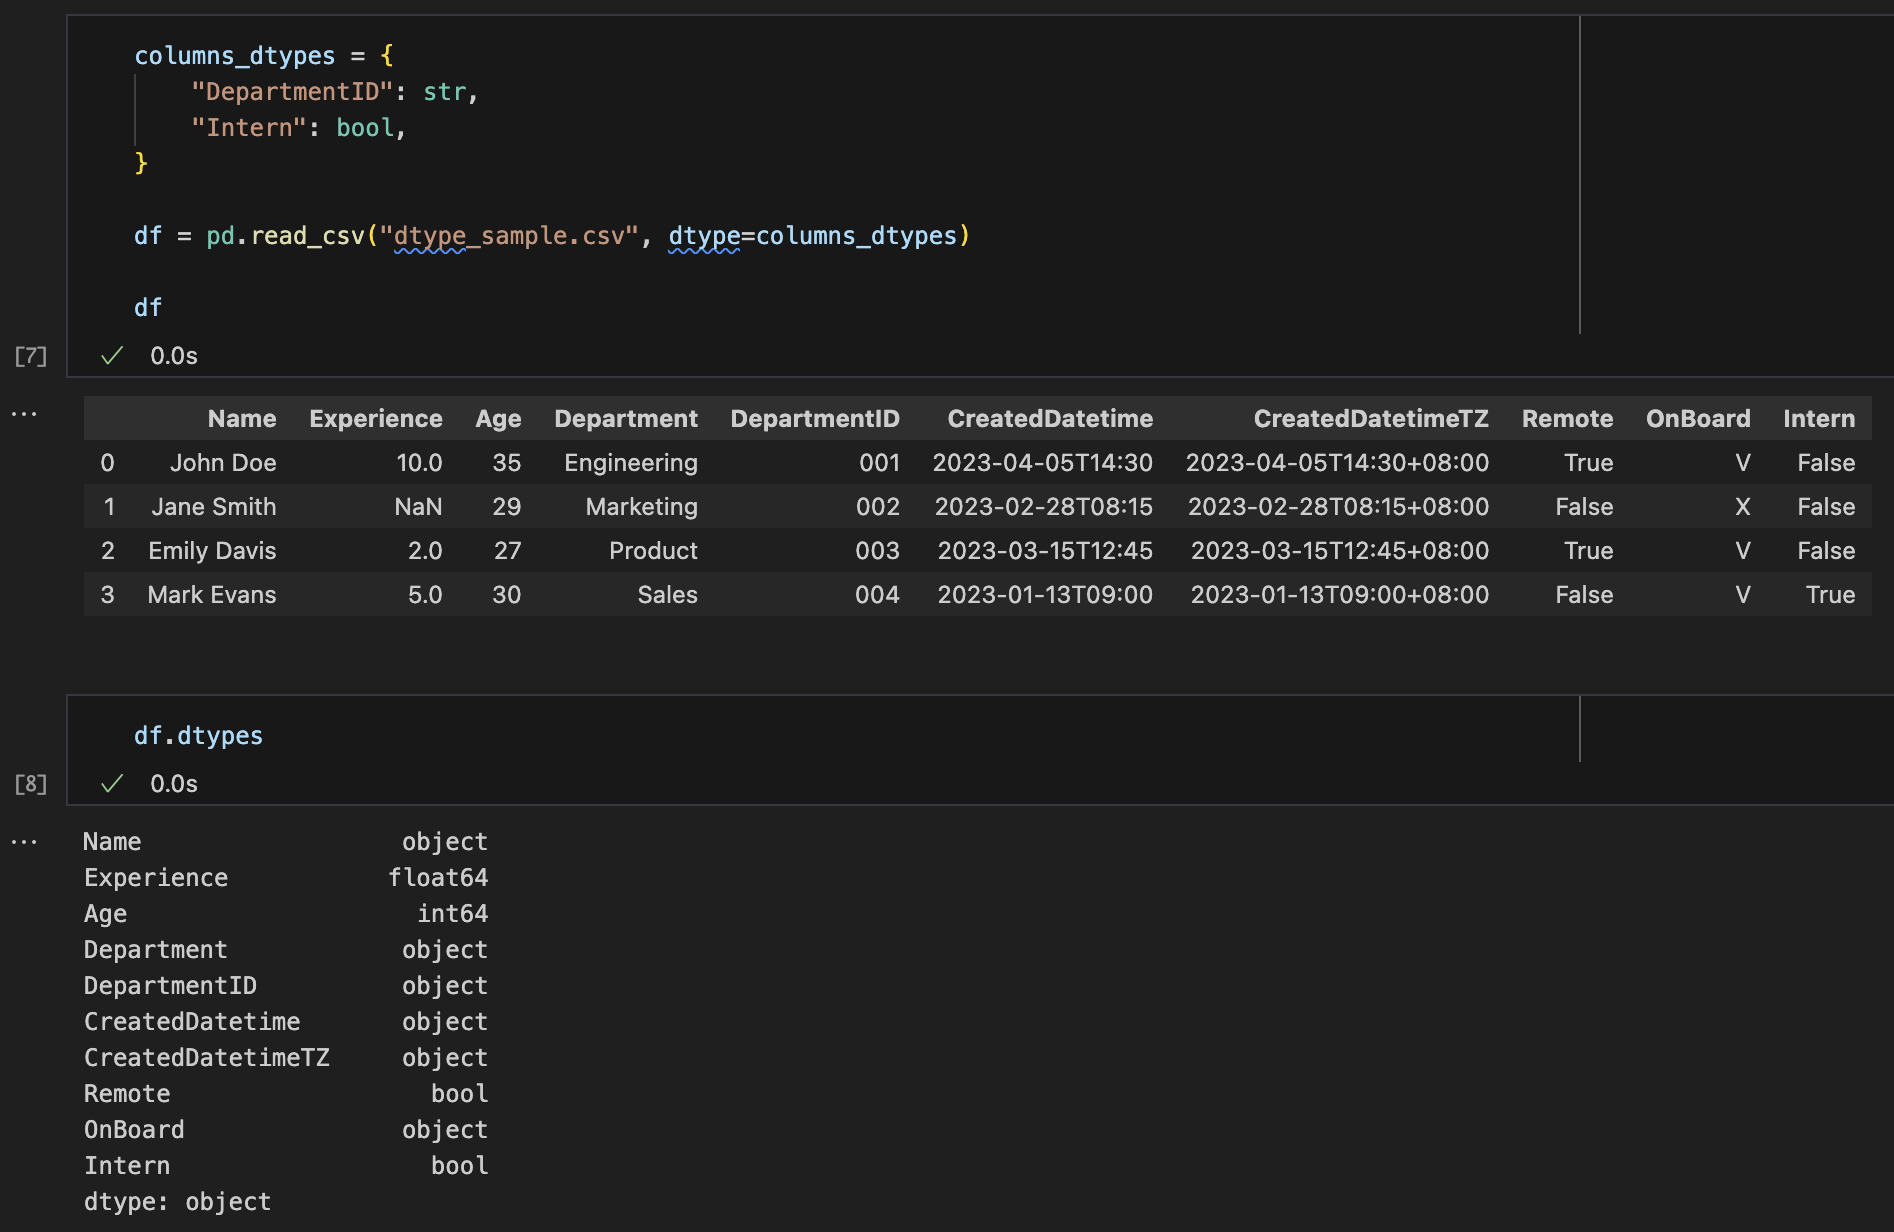 columns_dtypes = {
    "DepartmentID": str,
    "Intern": bool,
}
df = pd.read_csv("dtype_sample.csv", dtype=columns_dtypes)
df
[7] ✓ 0.0s
... Name Experience Age Department DepartmentID CreatedDatetime CreatedDatetimeTZ Remote OnBoard Intern
0 John Doe 10.0 35 Engineering 001 2023-04-05T14:30 2023-04-05T14:30+08:00 True V False
1 Jane Smith NaN 29 Marketing 002 2023-02-28T08:15 2023-02-28T08:15+08:00 False X False
2 Emily Davis 2.0 27 Product 003 2023-03-15T12:45 2023-03-15T12:45+08:00 True V False
3 Mark Evans 5.0 30 Sales 004 2023-01-13T09:00 2023-01-13T09:00+08:00 False V True
df.dtypes
[8] ✓ 0.0s
... Name object
Experience float64
Age int64
Department object
DepartmentID object
CreatedDatetime object
CreatedDatetimeTZ object
Remote bool
OnBoard object
Intern bool
dtype: object